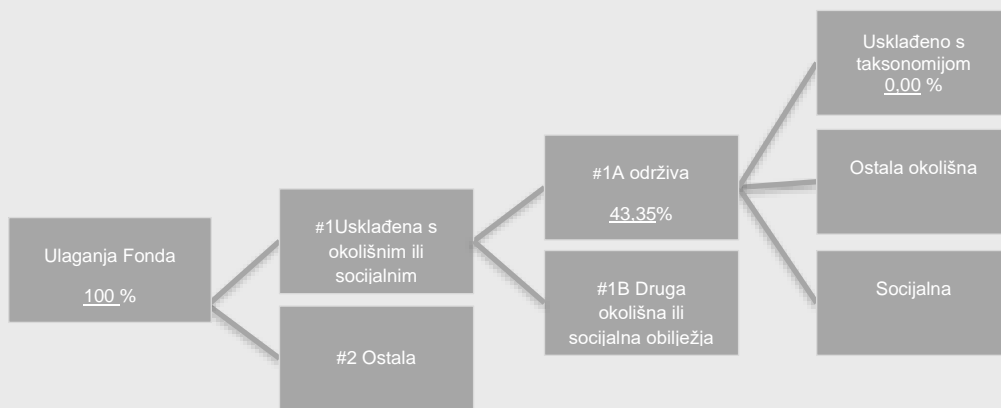 Ulaganja Fonda
100 %
#1Usklađena s
okolišnim ili
socijalnim
#2 Ostala
#1A održiva
43,35%
#1B Druga
okolišna ili
socijalna obilježja
Usklađeno s
taksonomijom
0,00 %
Ostala okolišna
Socijalna